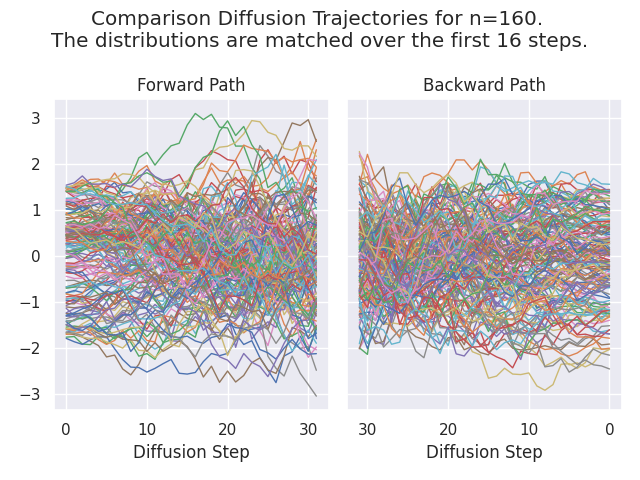 Comparison Diffusion Trajectories for n=160.
The distributions are matched over the first 16 steps.
Forward Path
Backward Path
3
2
1
0
−1
−2
−3
0 10 20 30
30 20 10 0
Diffusion Step
Diffusion Step